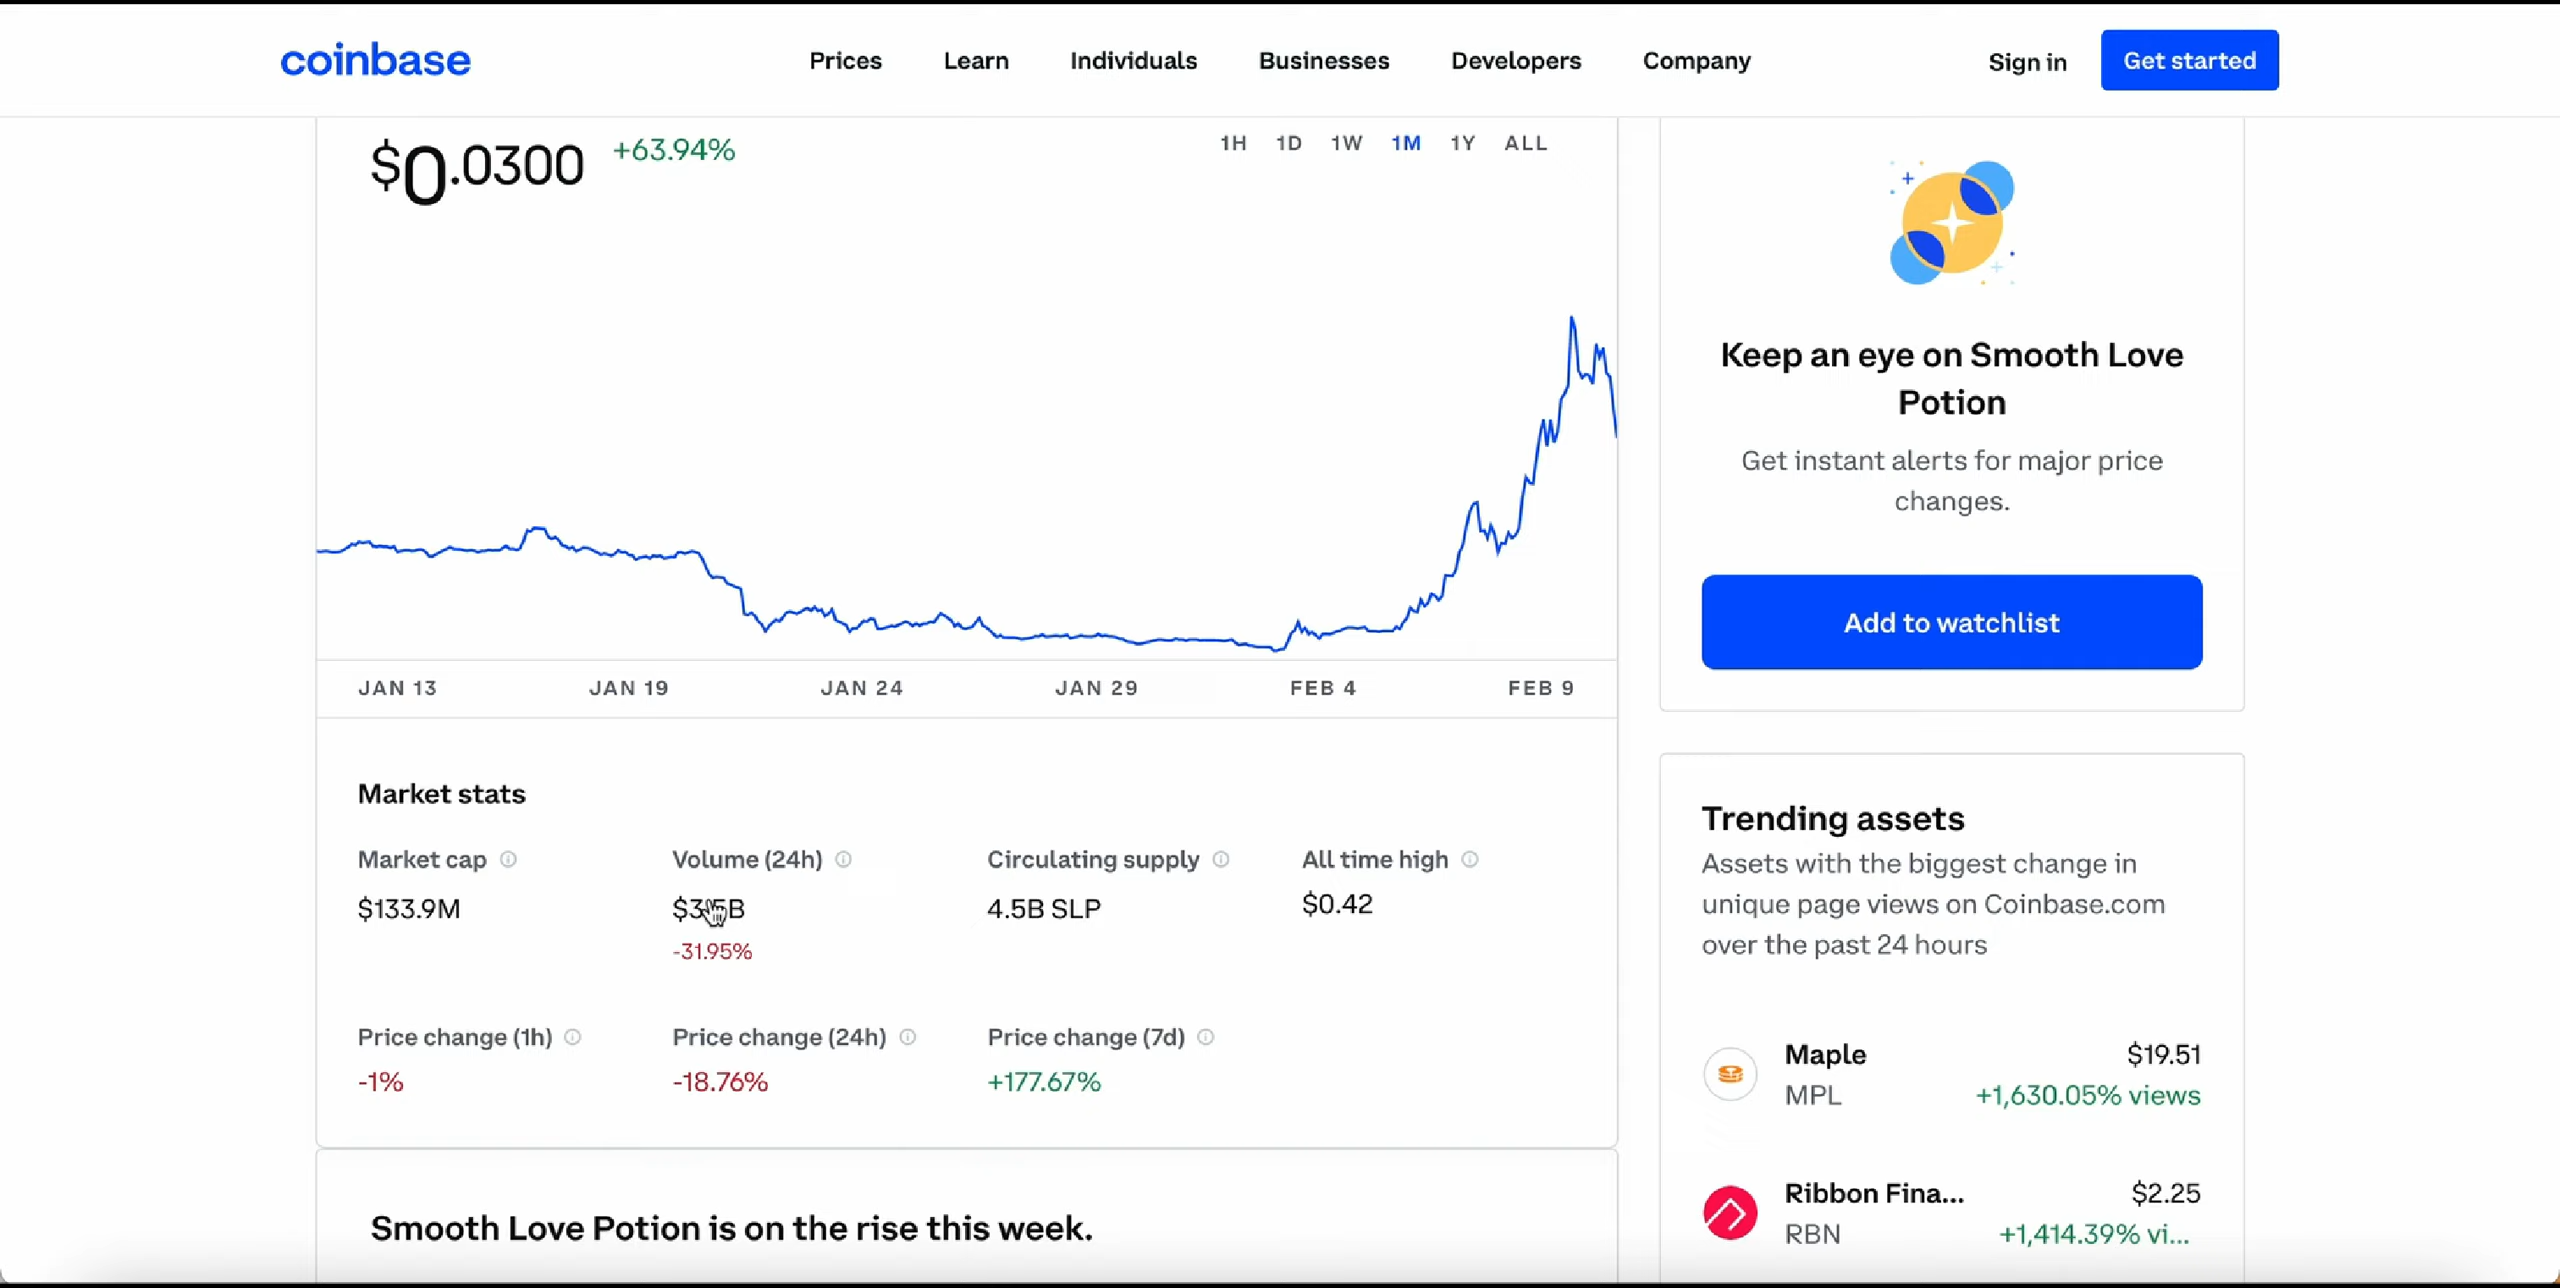 coinbase
Prices Learn Individuals Businesses Developers Company
Sign in Get started
$0.0300 +63.94%
1H 1D 1W 1M 1Y ALL
JAN 13 JAN 19 JAN 24 JAN 29 FEB 4 FEB 9
Market stats
Market cap Volume (24h) Circulating supply All time high
$133.9M 4.5B SLP $0.42
-31.95%
Price change (1h) Price change (24h) Price change (7d)
-1% -18.76% +177.67%
Smooth Love Potion is on the rise this week.
Keep an eye on Smooth Love
Potion
Get instant alerts for major price
changes.
Add to watchlist
Trending assets
Assets with the biggest change in
unique page views on Coinbase.com
over the past 24 hours
Maple $19.51
MPL +1,630.05% views
Ribbon Fina... $2.25
RBN +1,414.39% vi...